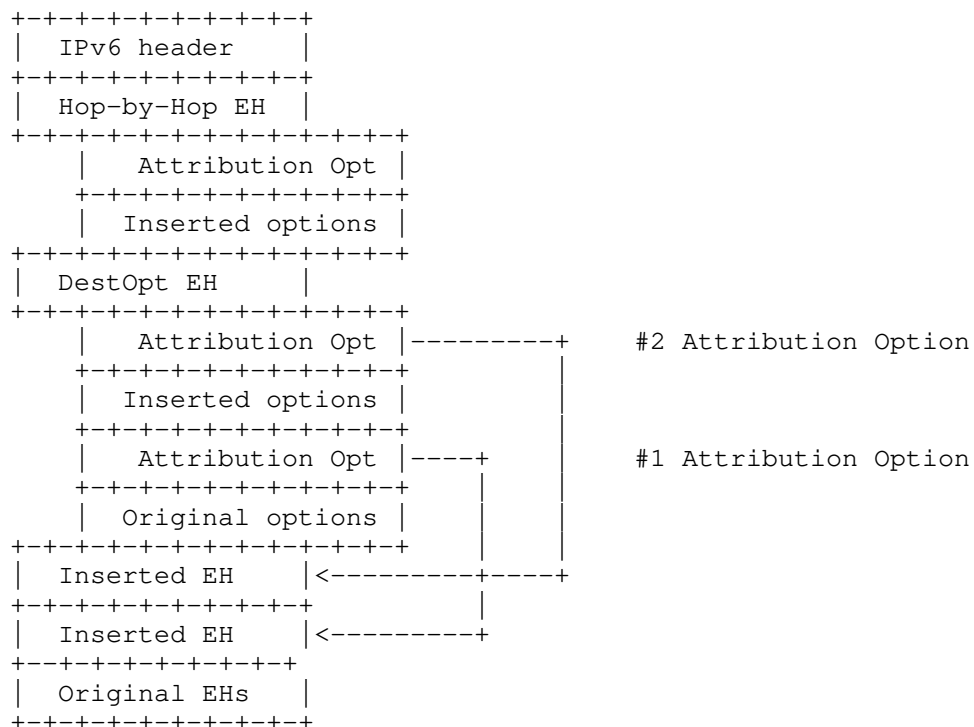 IPv6 header
Hop-by-Hop EH
Attribution Opt
Inserted options
DestOpt EH
Attribution Opt #2 Attribution Option
Inserted options
Attribution Opt #1 Attribution Option
Original options
Inserted EH
Inserted EH
Original EHs